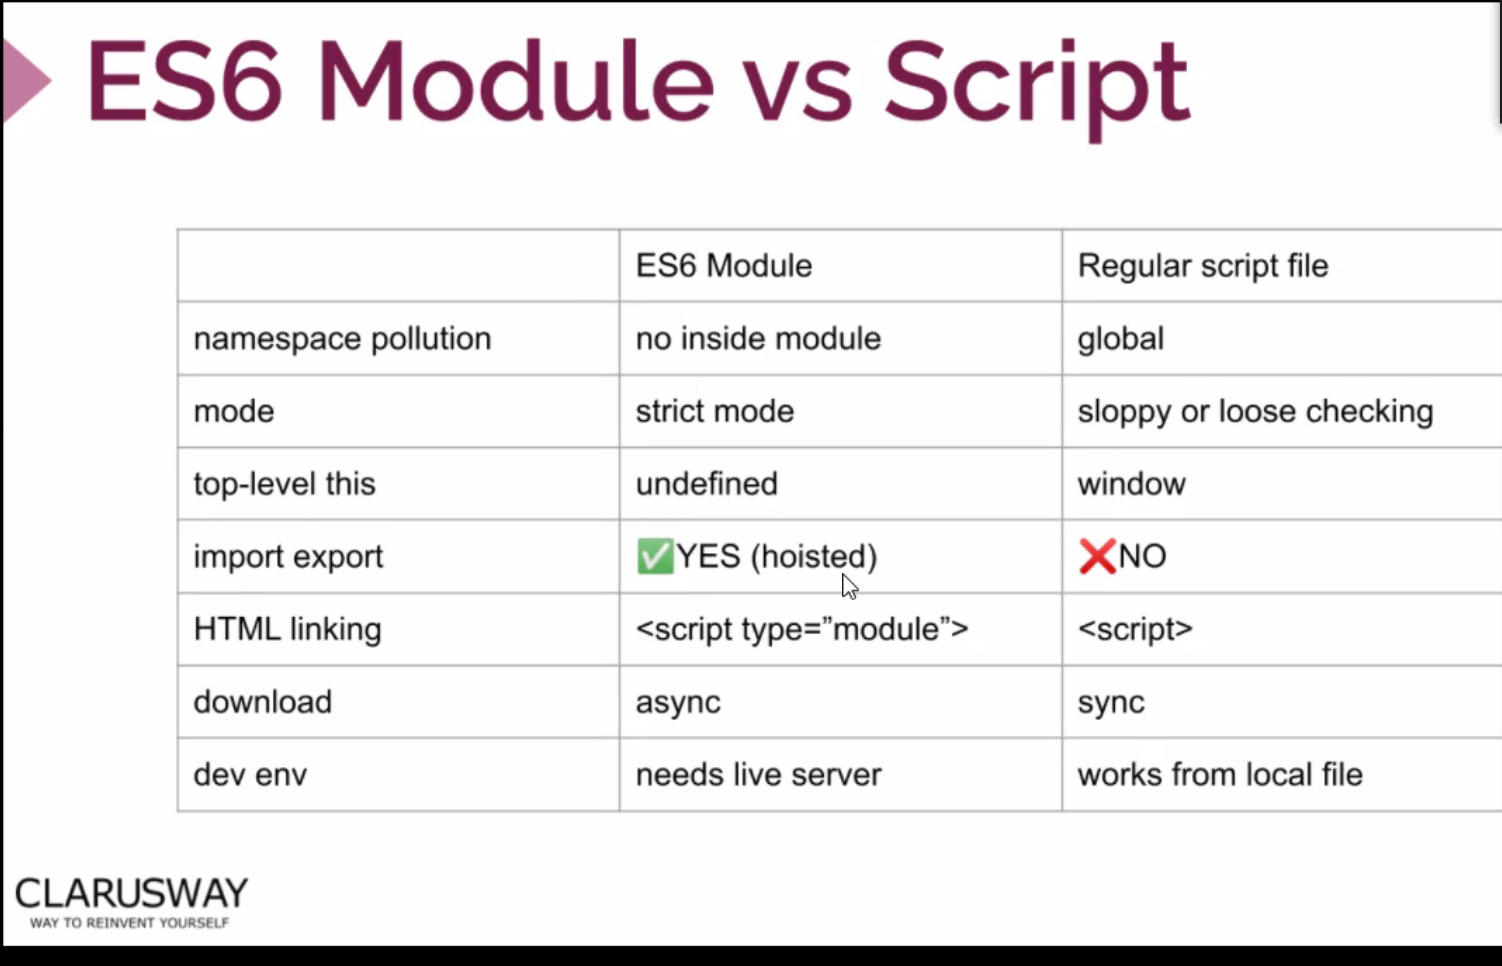 ES6 Module vs Script
ES6 Module Regular script file
namespace pollution no inside module global
mode strict mode sloppy or loose checking
top-level this undefined window
import export ✅YES (hoisted) ❌NO
HTML linking <script type=”module”> <script>
download async sync
dev env needs live server works from local file
CLARUSWAY
WAY TO REINVENT YOURSELF